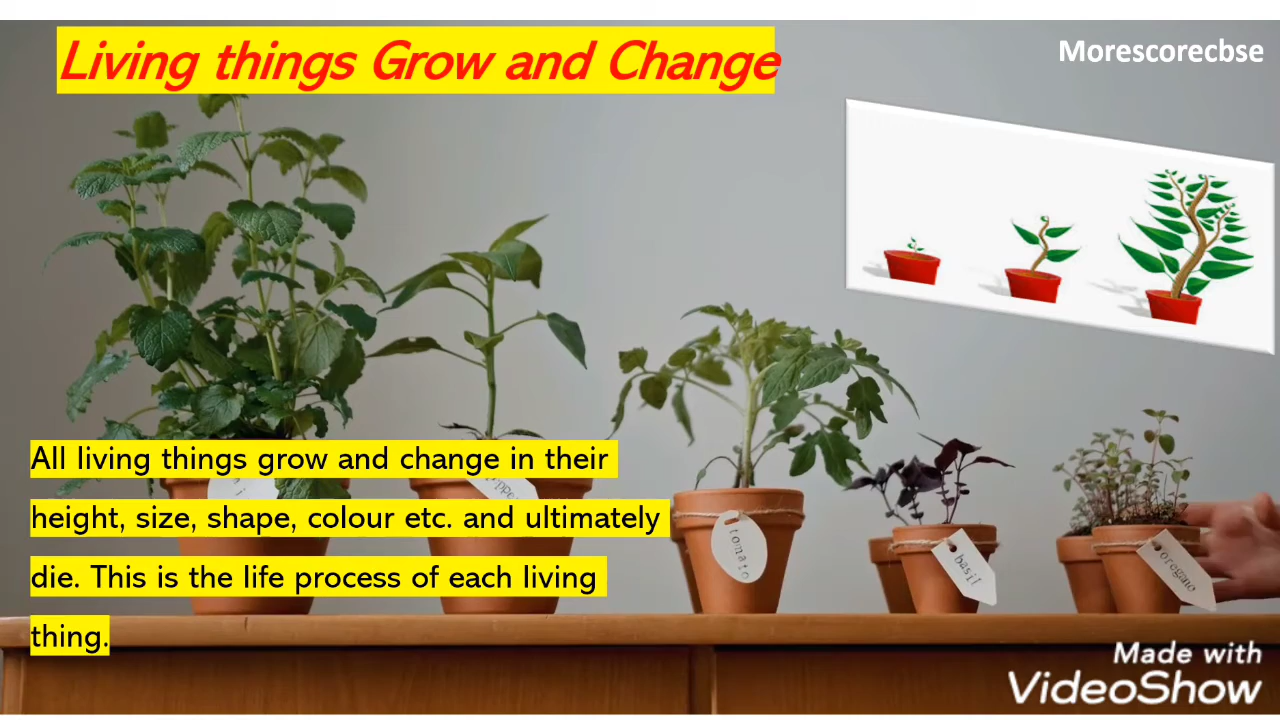 Living things Grow and Change
Morescorecbse
All living things grow and change in their
height, size, shape, colour etc. and ultimately
die. This is the life process of each living
thing.
tomato
basil
oregano
Made with
VideoShow